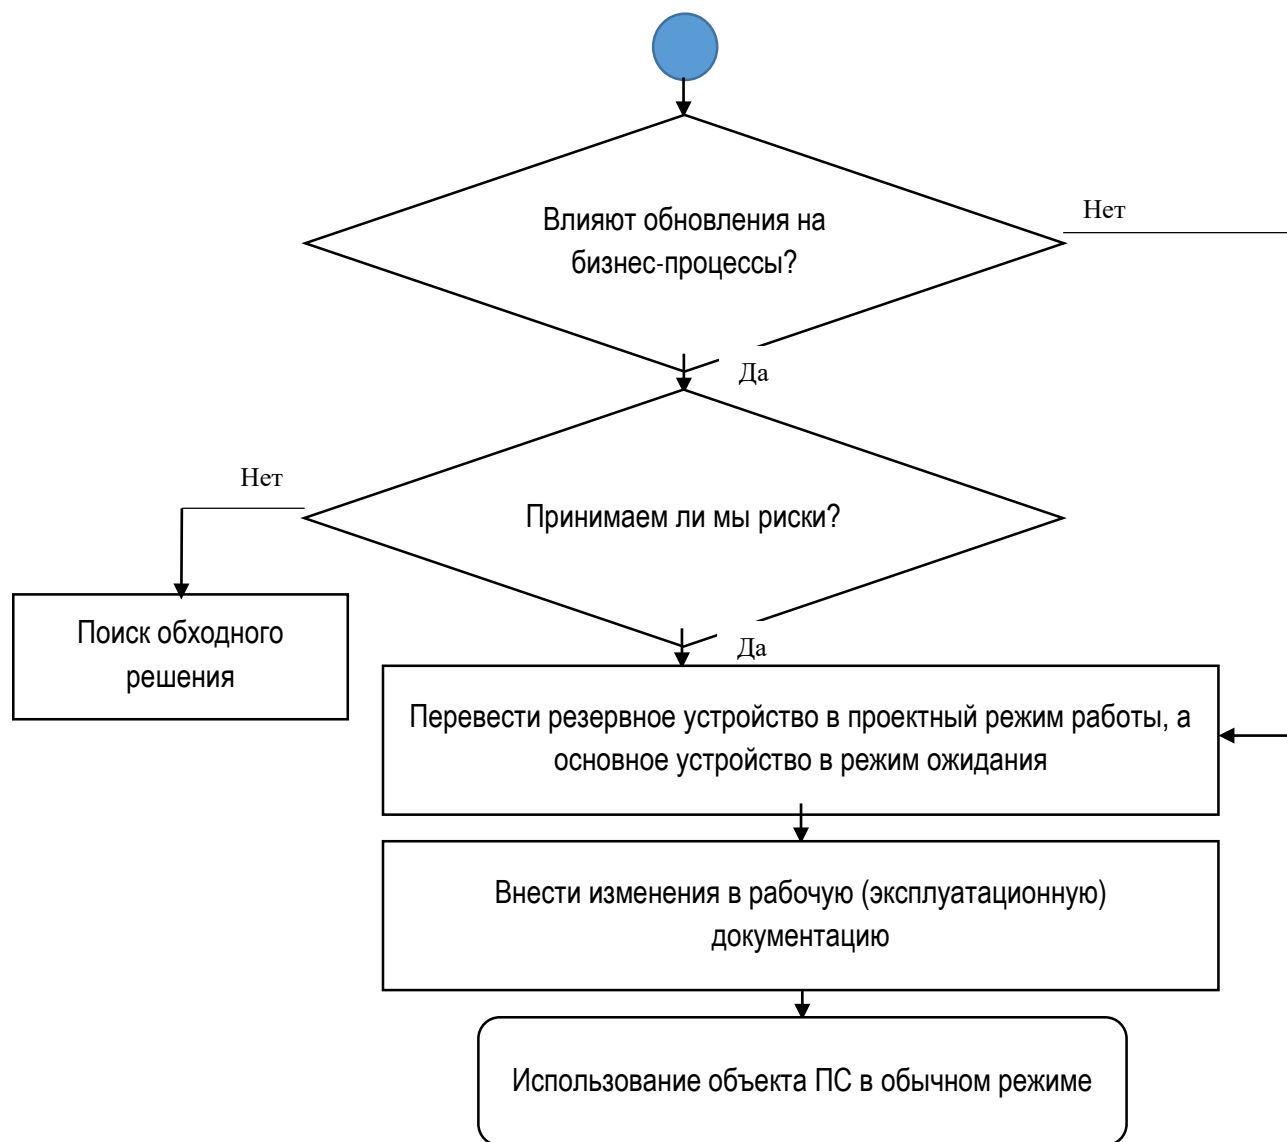 Влияют обновления на
бизнес-процессы?
Нет
Да
Нет
Принимаем ли мы риски?
Да
Поиск обходного
решения
Перевести резервное устройство в проектный режим работы, а
основное устройство в режим ожидания
Внести изменения в рабочую (эксплуатационную)
документацию
Использование объекта ПС в обычном режиме